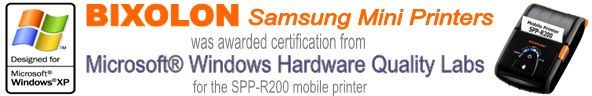 BIXOLON Samsung Mini Printers
was awarded certification from
Microsoft® Windows Hardware Quality Labs
for the SPP-R200 mobile printer
Designed for
Microsoft®
Windows®XP
Mobile Printer
SPP-R200